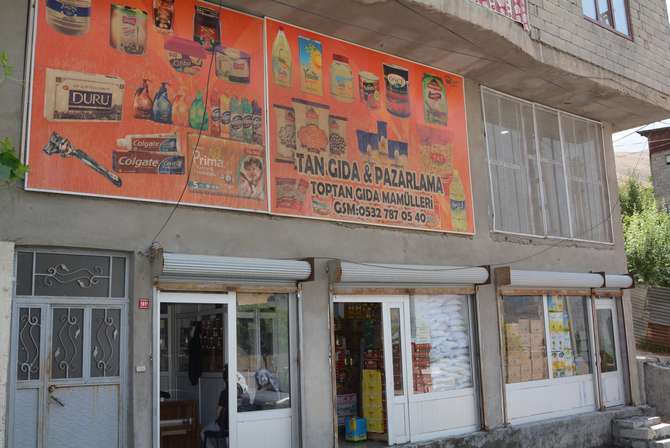 DURU
Colgate
Colgate
Prima
TAN GIDA & PAZARLAMA
TOPTAN GIDA MAMÜLLERİ
GSM:0532 787 05 40